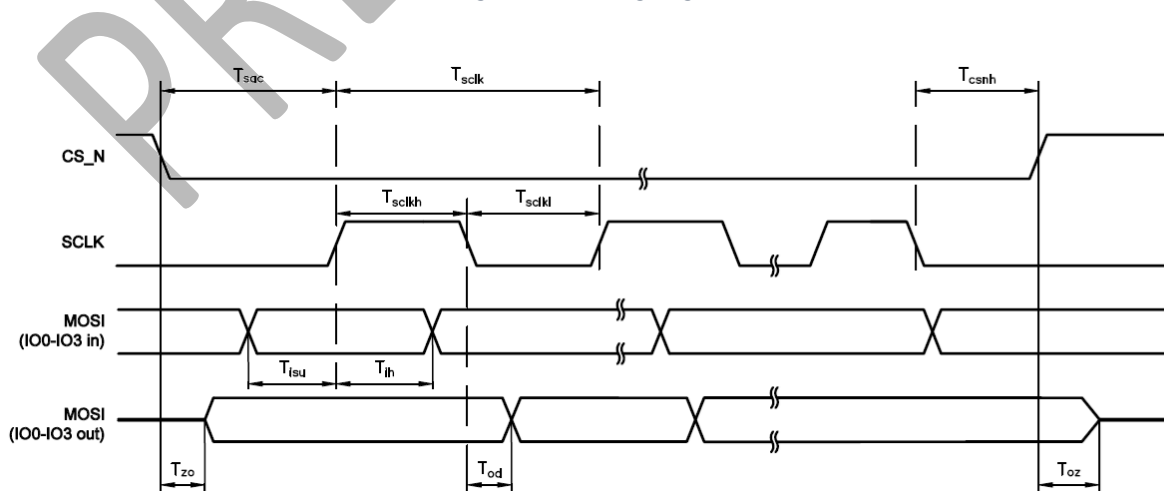 PRE
Tsac Tsclk Tcsnh
CS_N
Tsclkh Tsclkl
SCLK
MOSI
(IO0-IO3 in)
Tisu Tih
MOSI
(IO0-IO3 out)
Tzo Tod Toz